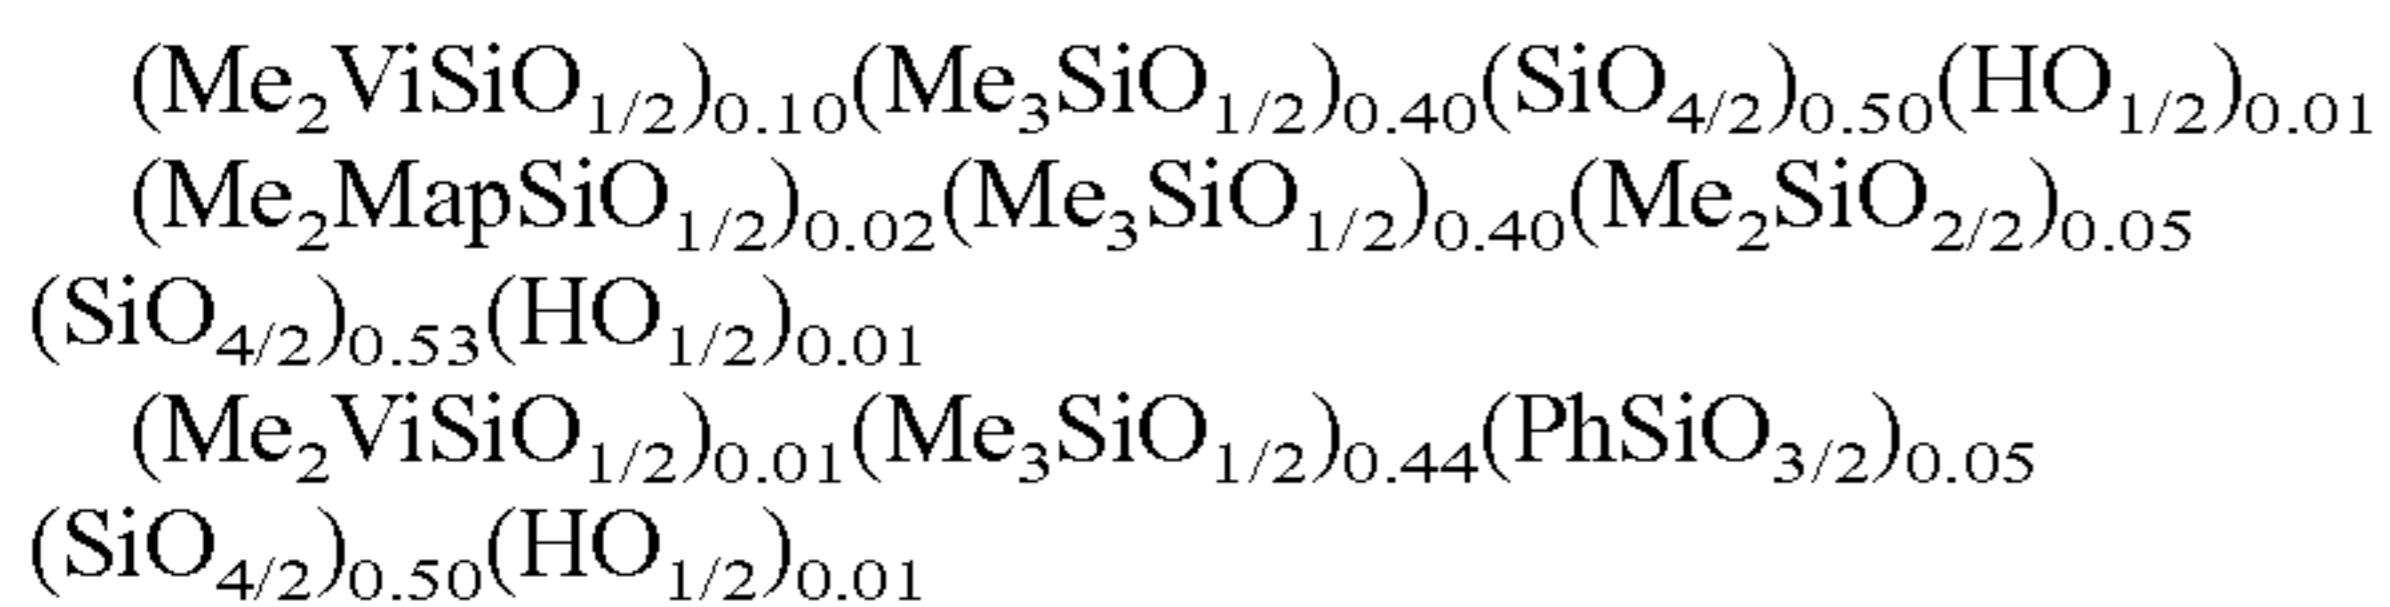 (Me₂ViSiO₁/₂)₀.₁₀(Me₃SiO₁/₂)₀.₄₀(SiO₄/₂)₀.₅₀(HO₁/₂)₀.₀₁
(Me₂MapSiO₁/₂)₀.₀₂(Me₃SiO₁/₂)₀.₄₀(Me₂SiO₂/₂)₀.₀₅
(SiO₄/₂)₀.₅₃(HO₁/₂)₀.₀₁
(Me₂ViSiO₁/₂)₀.₀₁(Me₃SiO₁/₂)₀.₄₄(PhSiO₃/₂)₀.₀₅
(SiO₄/₂)₀.₅₀(HO₁/₂)₀.₀₁